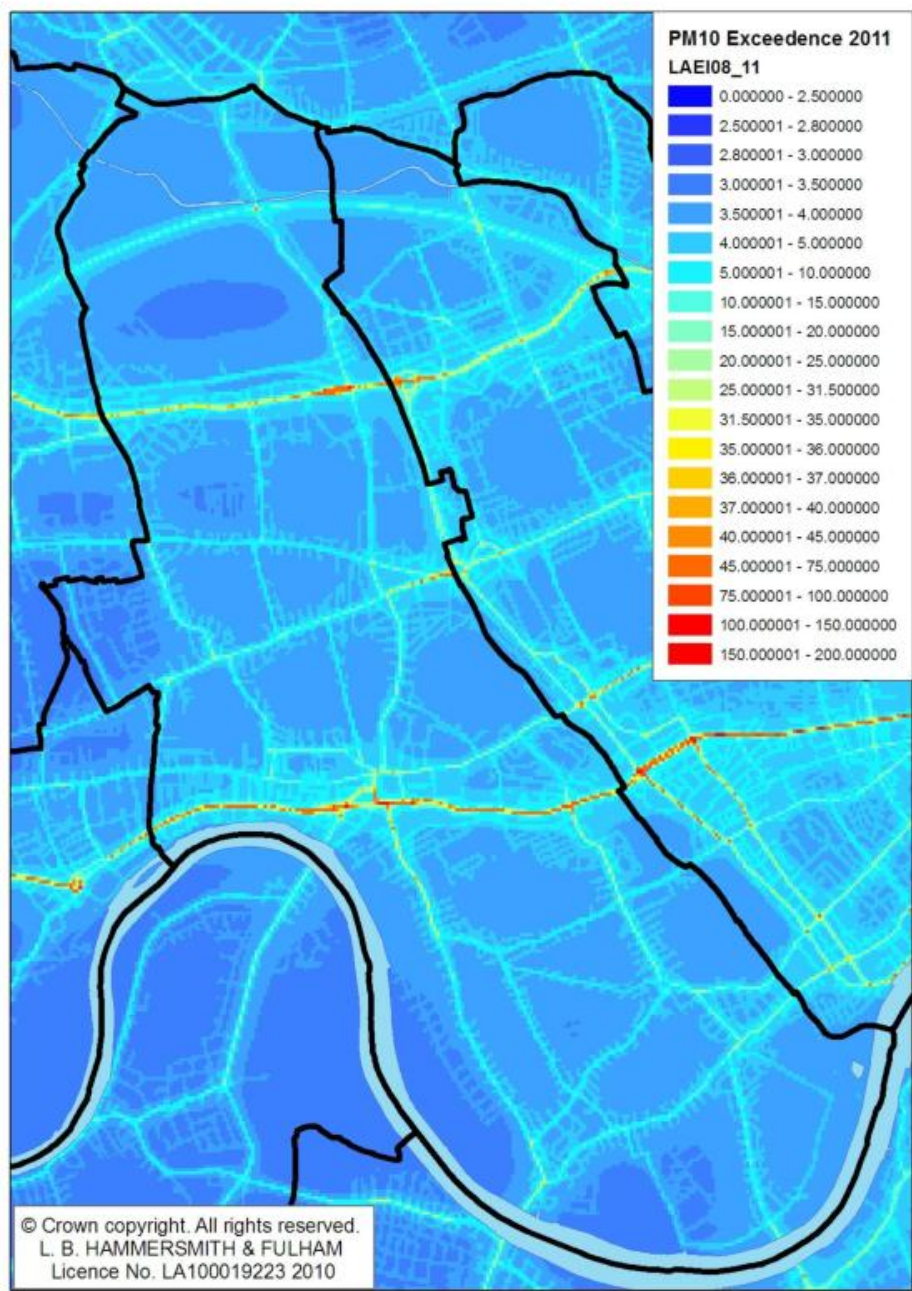 PM10 Exceedence 2011
LAEI08_11
0.000000 - 2.500000
2.500001 - 2.800000
2.800001 - 3.000000
3.000001 - 3.500000
3.500001 - 4.000000
4.000001 - 5.000000
5.000001 - 10.000000
10.000001 - 15.000000
15.000001 - 20.000000
20.000001 - 25.000000
25.000001 - 31.500000
31.500001 - 35.000000
35.000001 - 36.000000
36.000001 - 37.000000
37.000001 - 40.000000
40.000001 - 45.000000
45.000001 - 75.000000
75.000001 - 100.000000
100.000001 - 150.000000
150.000001 - 200.000000
© Crown copyright. All rights reserved.
L. B. HAMMERSMITH & FULHAM
Licence No. LA100019223 2010